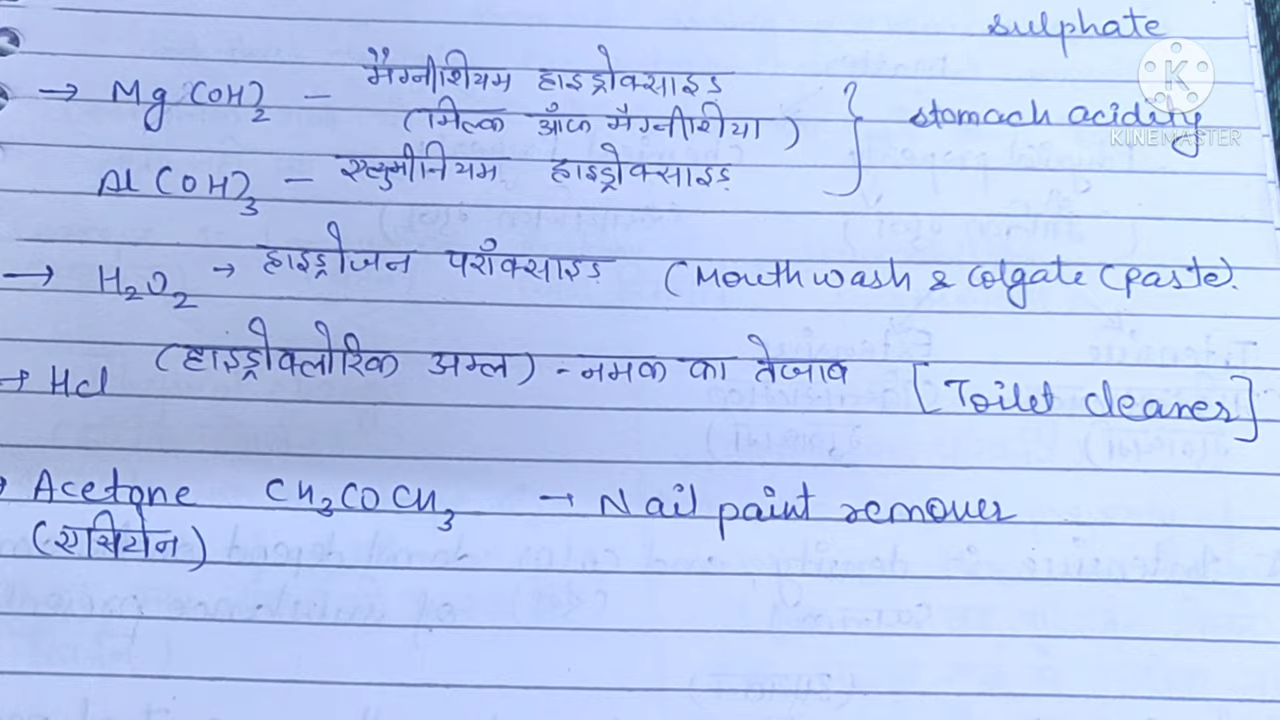 sulphate
→ Mg(OH)2 – मैग्नीशियम हाइड्रोक्साइड
(मिल्क ऑफ मैग्नीशिया) } stomach acidity
KINEMASTER
Al(OH)3 – एल्युमीनियम हाइड्रोक्साइड
→ H2O2 → हाइड्रोजन परॉक्साइड (Mouthwash & Colgate (paste).
→ Hcl (हाइड्रोक्लोरिक अम्ल) - नमक का तेजाब [Toilet cleaner]
→ Acetone CH3COCH3 → Nail paint remover
(एसिटोन)